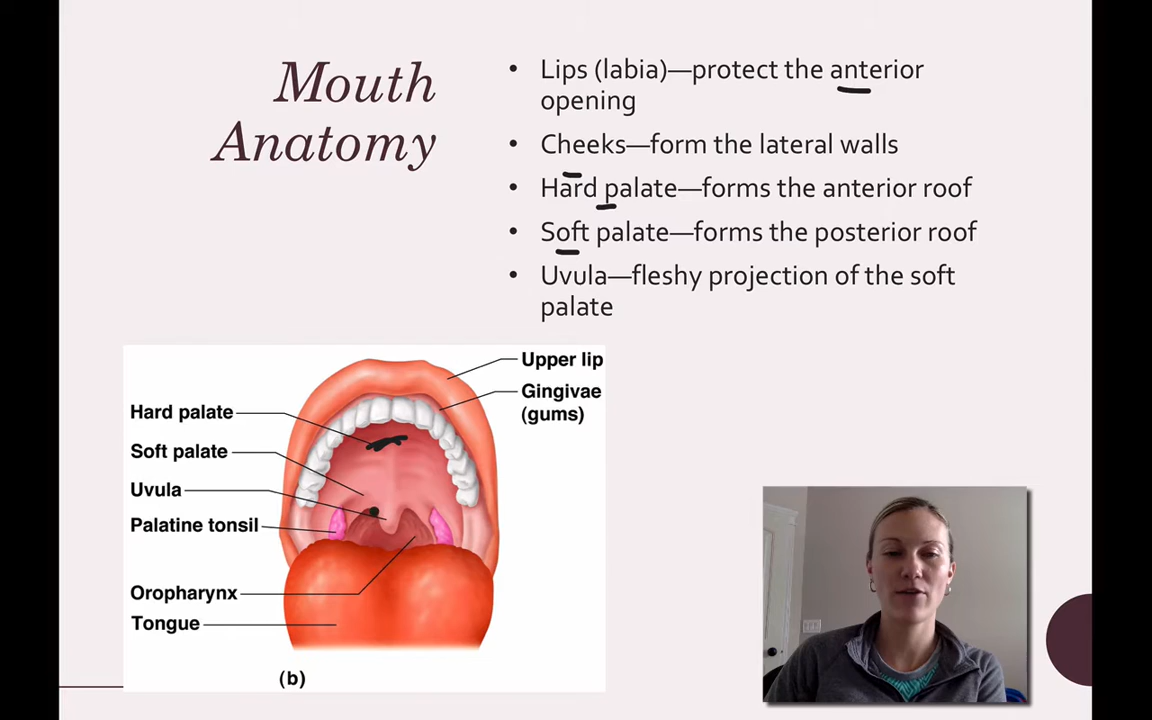 Mouth
Anatomy
• Lips (labia)—protect the anterior
opening
• Cheeks—form the lateral walls
• Hard palate—forms the anterior roof
• Soft palate—forms the posterior roof
• Uvula—fleshy projection of the soft
palate
Upper lip
Gingivae
(gums)
Hard palate
Soft palate
Uvula
Palatine tonsil
Oropharynx
Tongue
(b)